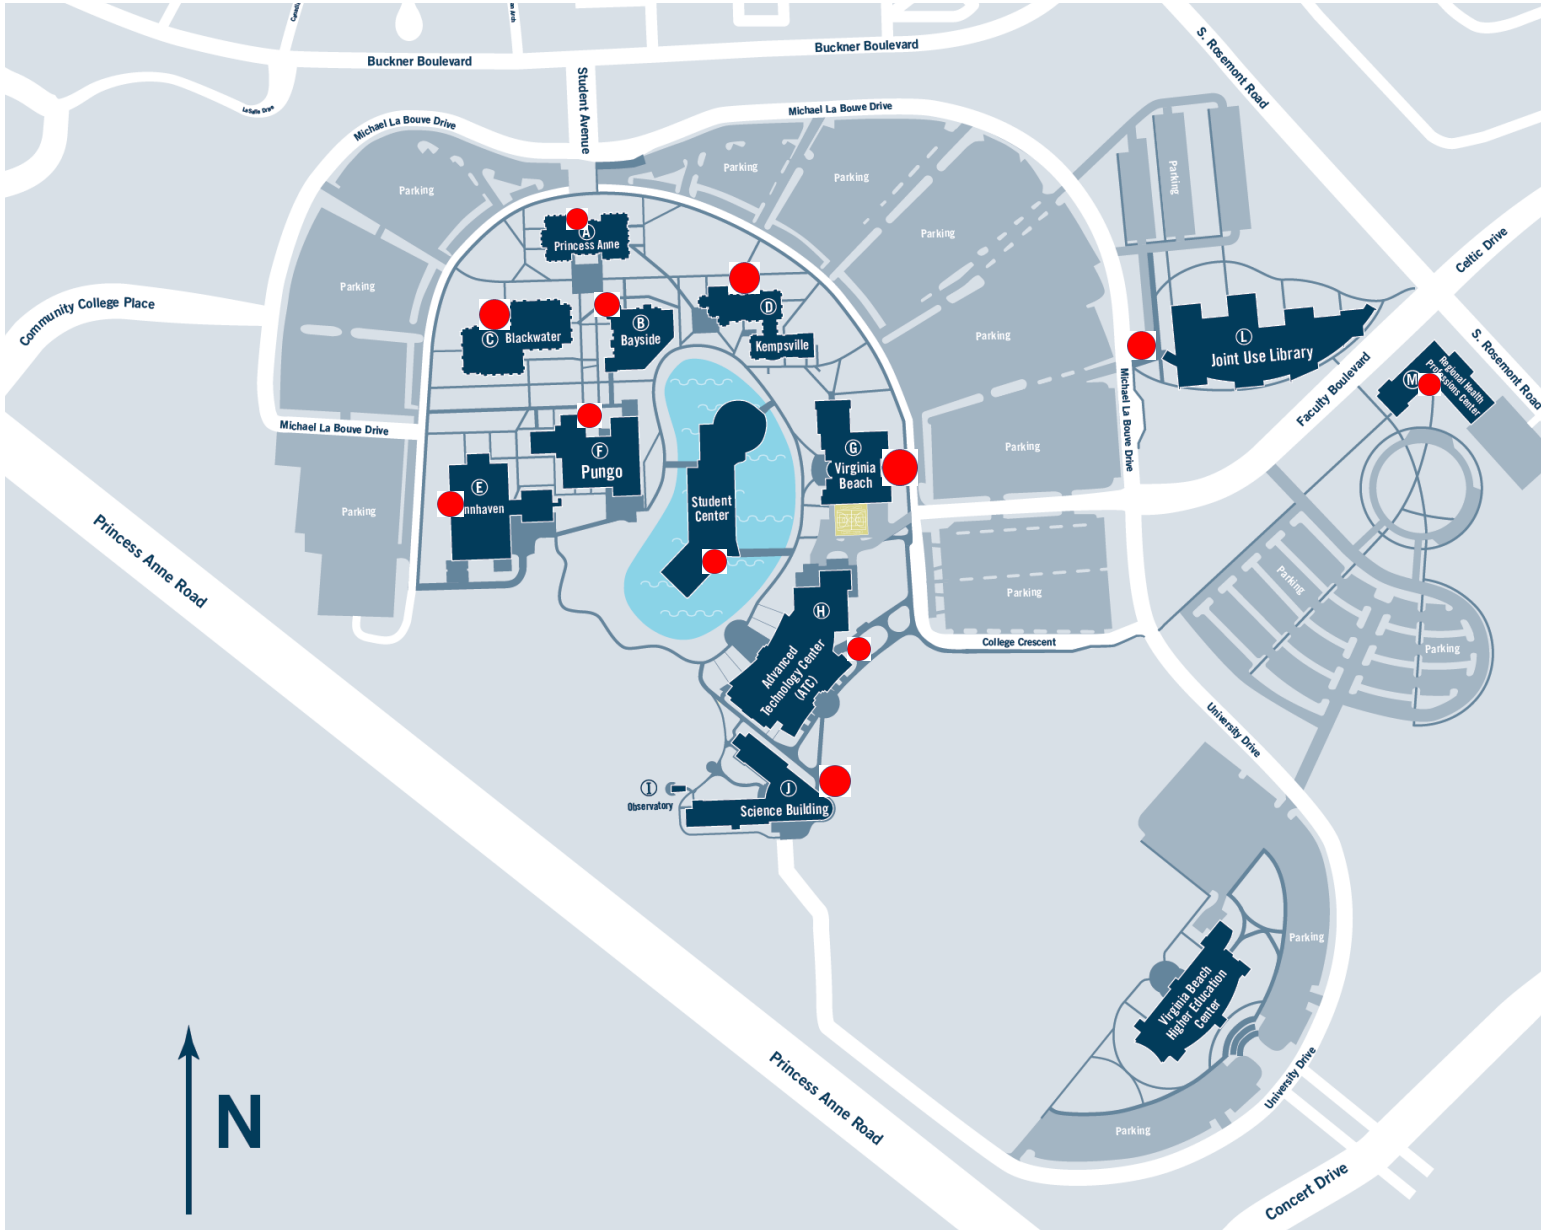 Buckner Boulevard
Buckner Boulevard
S. Rosemont Road
Student Avenue
LaSalle Drive
Michael La Bouve Drive
Michael La Bouve Drive
Parking
Parking
Parking
Parking
Parking
A
Princess Anne
Celtic Drive
Community College Place
Parking
Parking
C Blackwater
B
Bayside
D
Kempsville
L
Joint Use Library
S. Rosemont Road
Faculty Boulevard
M
Regional Health
Professions Center
Michael La Bouve Drive
Michael La Bouve Drive
F
Pungo
G
Virginia
Beach
Parking
E
nnhaven
Student
Center
Parking
Princess Anne Road
Parking
Parking
H
Advanced
Technology Center
(ATC)
College Crescent
Parking
University Drive
I
Observatory
J
Science Building
Parking
Virginia Beach
Higher Education
Center
Princess Anne Road
University Drive
Parking
Concert Drive
N